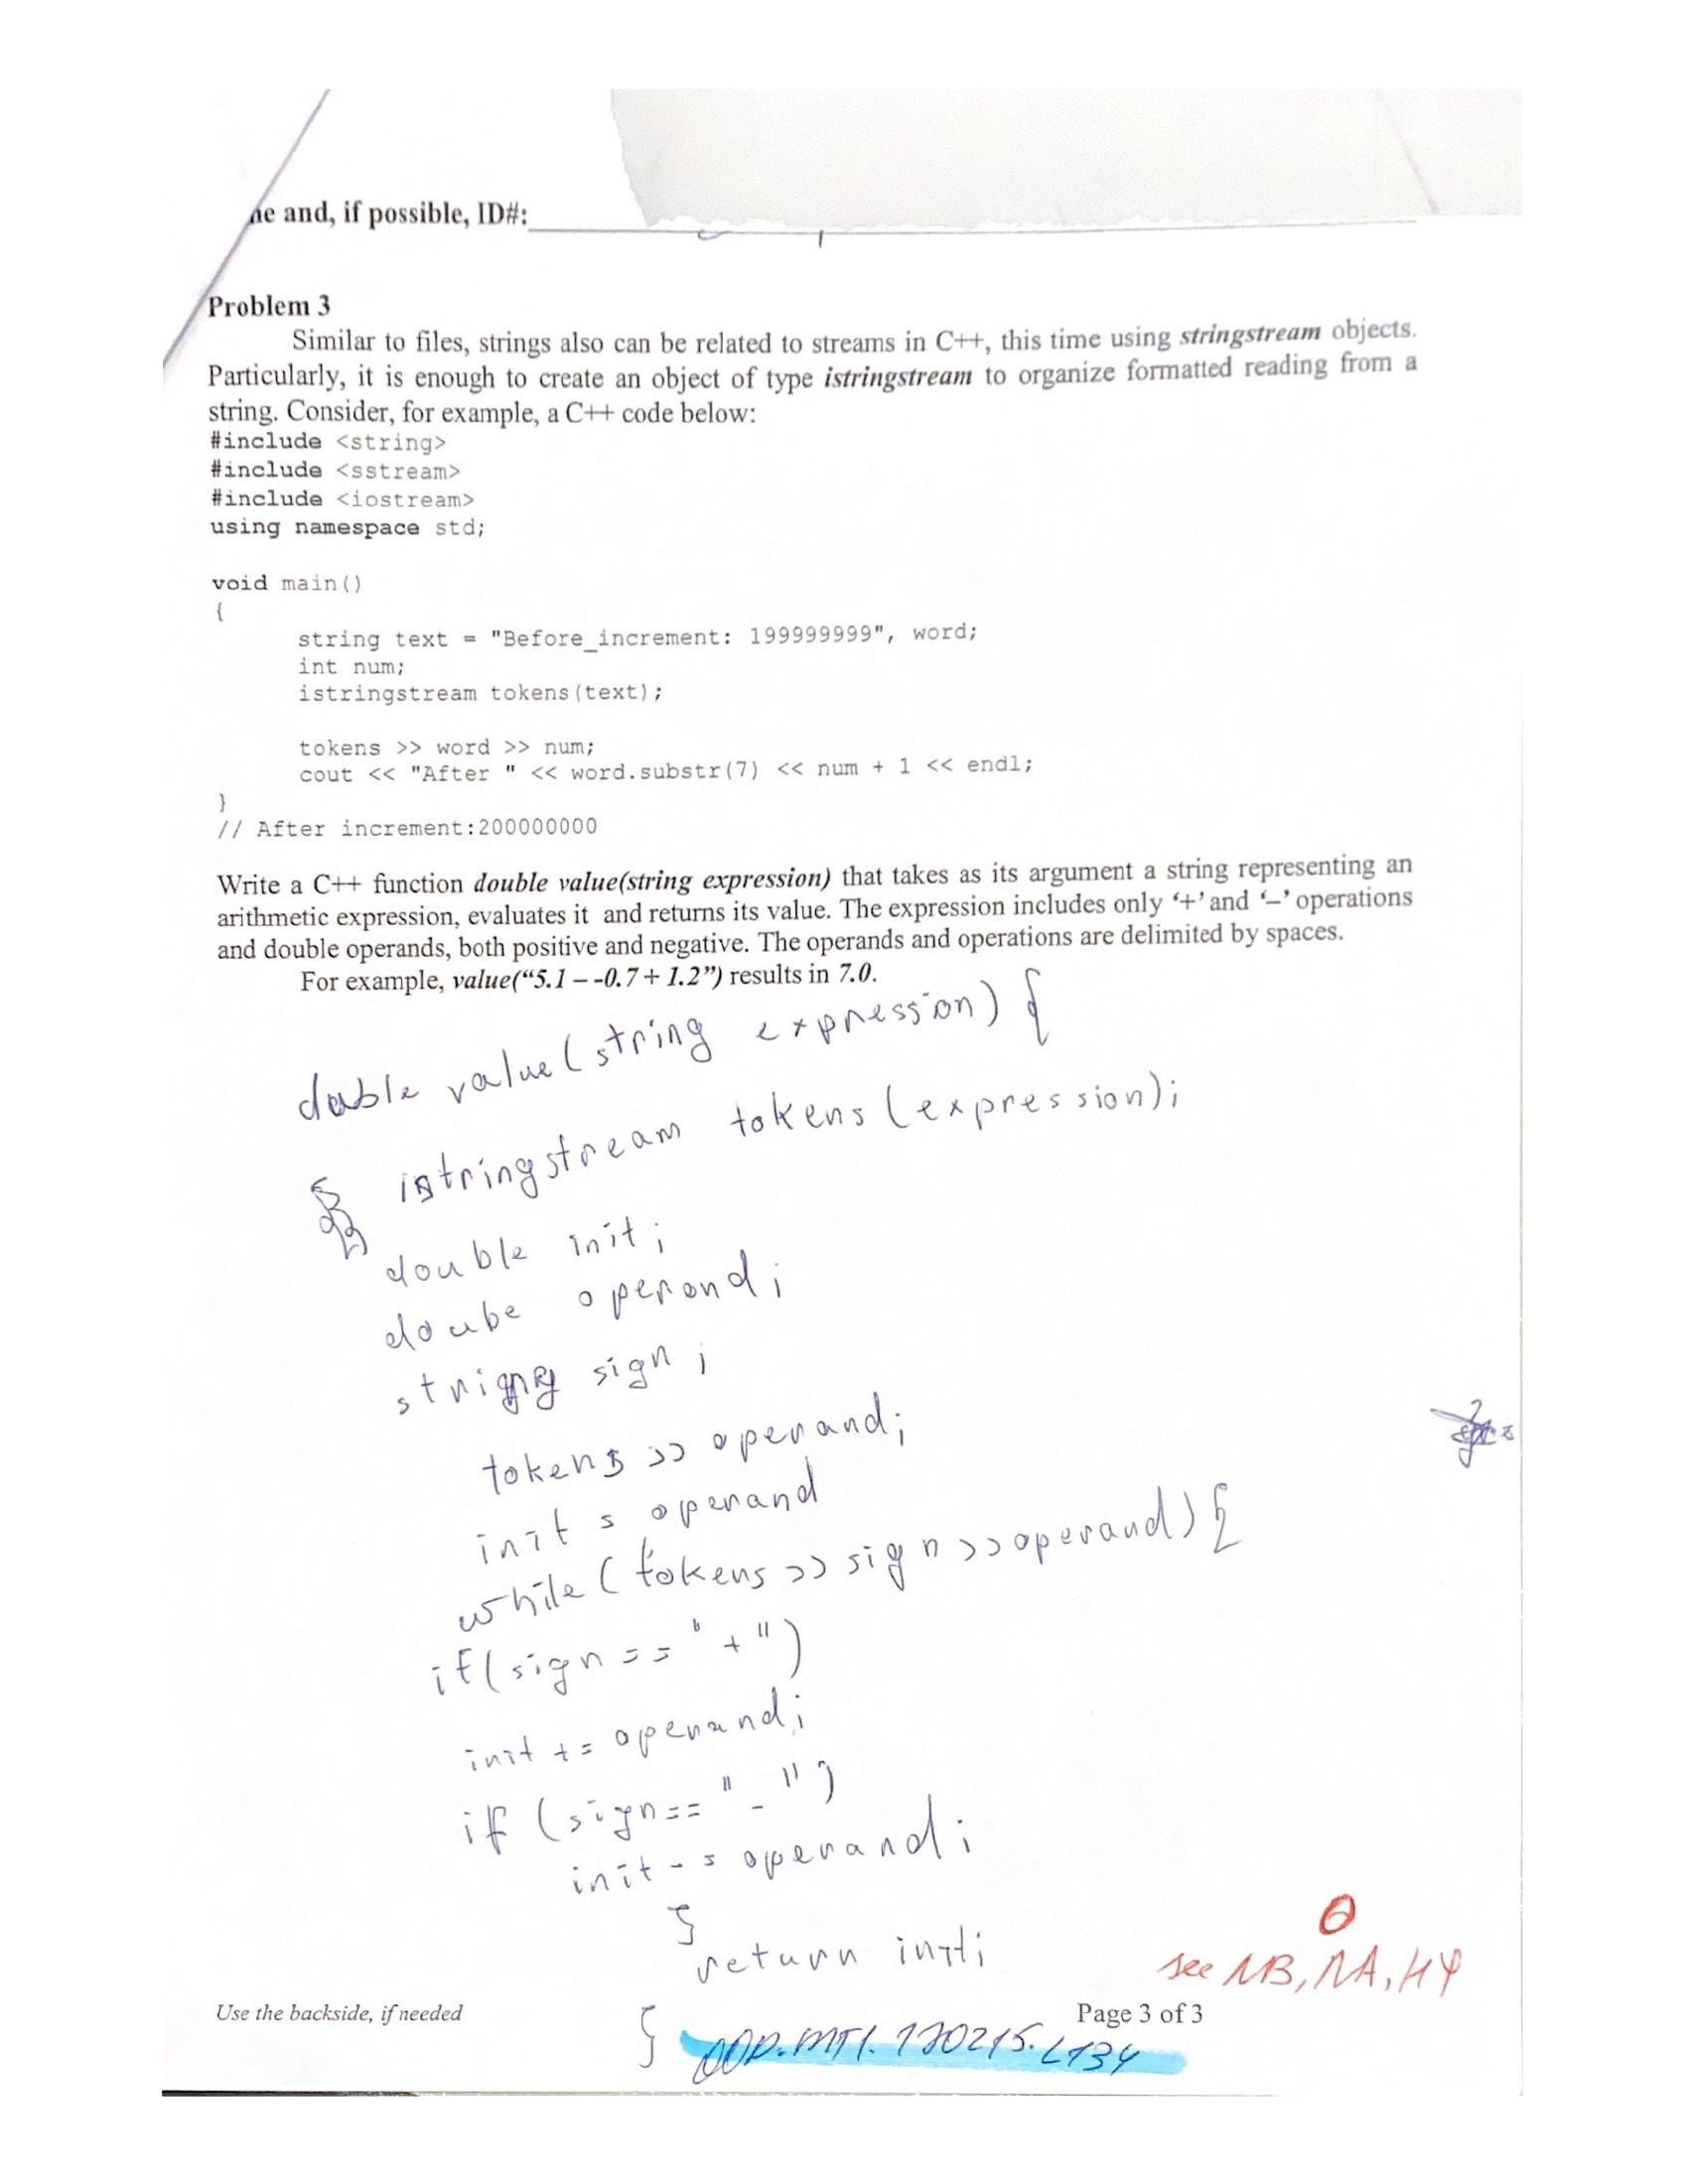 ne and, if possible, ID#:
Problem 3
Similar to files, strings also can be related to streams in C++, this time using stringstream objects.
Particularly, it is enough to create an object of type istringstream to organize formatted reading from a
string. Consider, for example, a C++ code below:
#include <string>
#include <sstream>
#include <iostream>
using namespace std;
void main()
{
string text = "Before_increment: 199999999", word;
int num;
istringstream tokens(text);
tokens >> word >> num;
cout << "After " << word.substr(7) << num + 1 << endl;
}
// After increment:200000000
Write a C++ function double value(string expression) that takes as its argument a string representing an
arithmetic expression, evaluates it and returns its value. The expression includes only ‘+’ and ‘–’ operations
and double operands, both positive and negative. The operands and operations are delimited by spaces.
For example, value(“5.1 – -0.7 + 1.2”) results in 7.0.
double value(string expression) {
istringstream tokens(expression);
double init;
doube operand;
string sign;
tokens >> operand;
init = operand
while (tokens >> sign >> operand) {
if(sign == "+")
init += operand;
if (sign == "-")
init -= operand;
}
return init;
}
see
Use the backside, if needed
Page 3 of 3